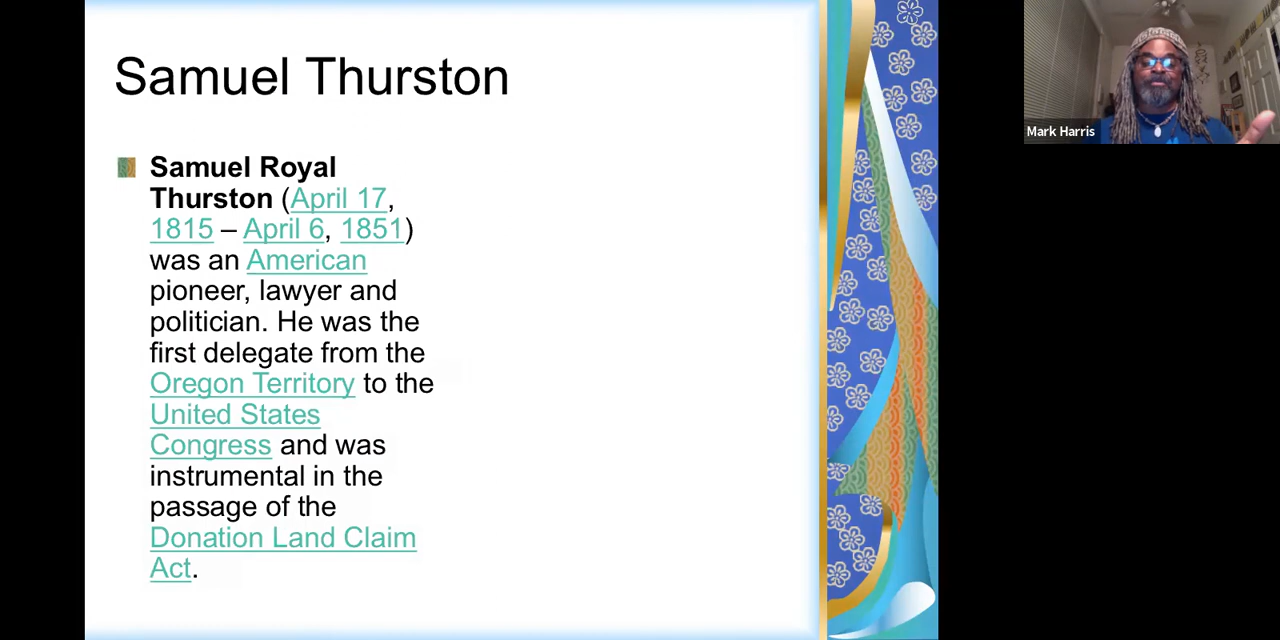 Samuel Thurston
Samuel Royal
Thurston (April 17,
1815 – April 6, 1851)
was an American
pioneer, lawyer and
politician. He was the
first delegate from the
Oregon Territory to the
United States
Congress and was
instrumental in the
passage of the
Donation Land Claim
Act.
Mark Harris